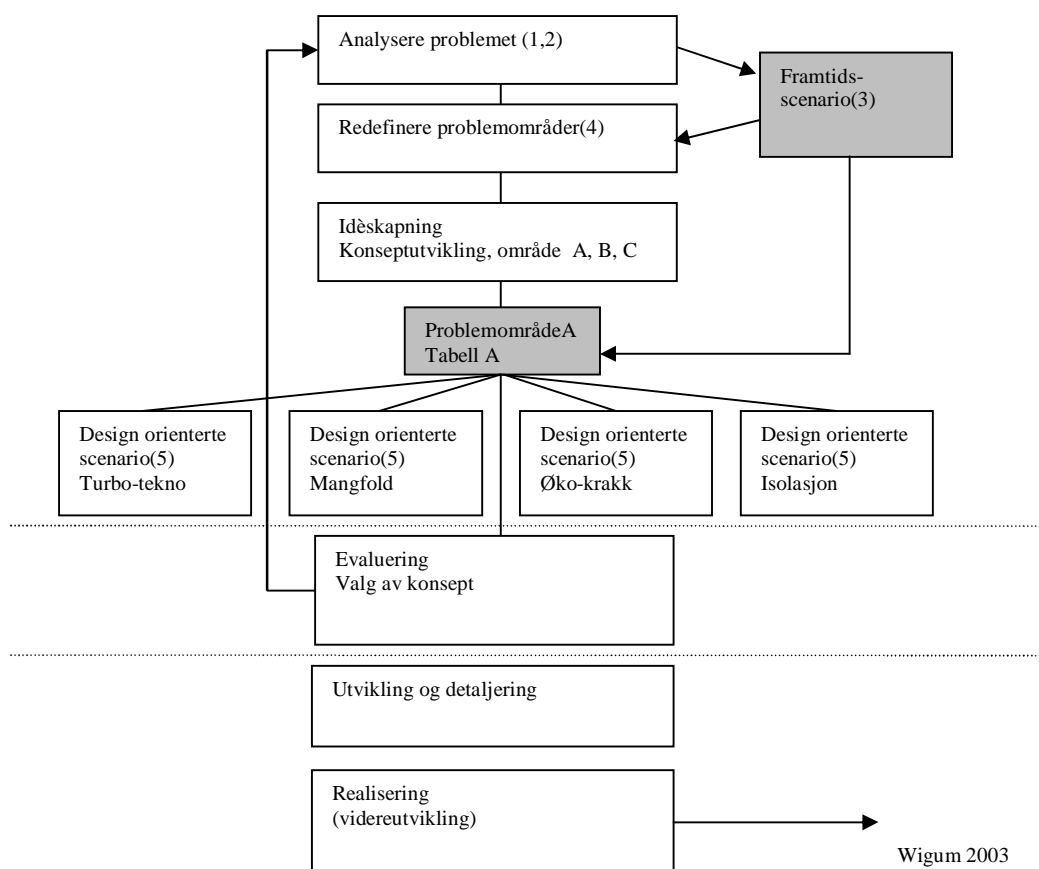 Analysere problemet (1,2)
Framtids-
scenario(3)
Redefinere problemområder(4)
Idèskapning
Konseptutvikling, område A, B, C
ProblemområdeA
Tabell A
Design orienterte
scenario(5)
Turbo-tekno
Design orienterte
scenario(5)
Mangfold
Design orienterte
scenario(5)
Øko-krakk
Design orienterte
scenario(5)
Isolasjon
Evaluering
Valg av konsept
Utvikling og detaljering
Realisering
(videreutvikling)
Wigum 2003